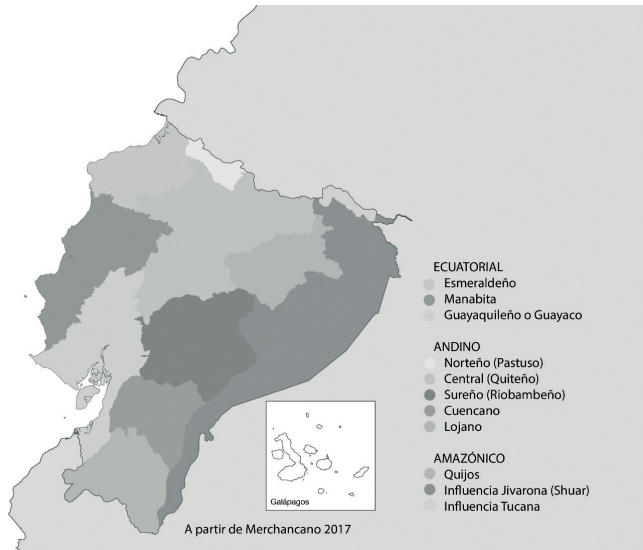 ECUATORIAL
Esmeraldeño
Manabita
Guayaquileño o Guayaco
ANDINO
Norteño (Pastuso)
Central (Quiteño)
Sureño (Riobambeño)
Cuencano
Lojano
AMAZÓNICO
Quijos
Influencia Jivarona (Shuar)
Influencia Tucana
Galápagos
A partir de Merchancano 2017